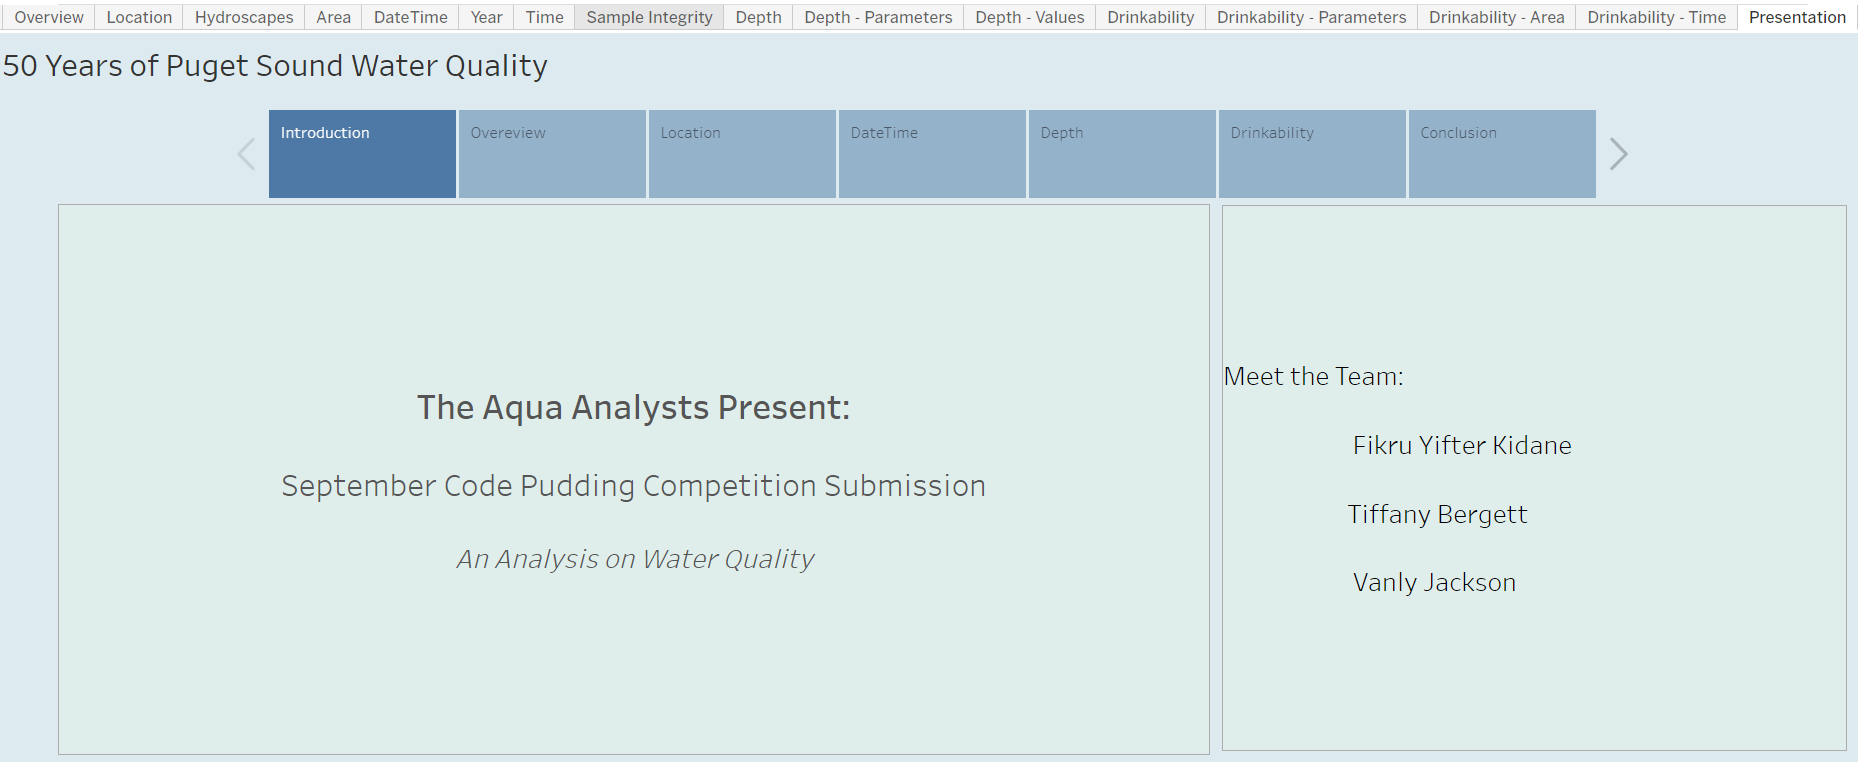 Overview Location Hydroscapes Area DateTime Year Time Sample Integrity Depth Depth - Parameters Depth - Values Drinkability Drinkability - Parameters Drinkability - Area Drinkability - Time Presentation
50 Years of Puget Sound Water Quality
Introduction Overeview Location DateTime Depth Drinkability Conclusion
The Aqua Analysts Present:
September Code Pudding Competition Submission
An Analysis on Water Quality
Meet the Team:
Fikru Yifter Kidane
Tiffany Bergett
Vanly Jackson